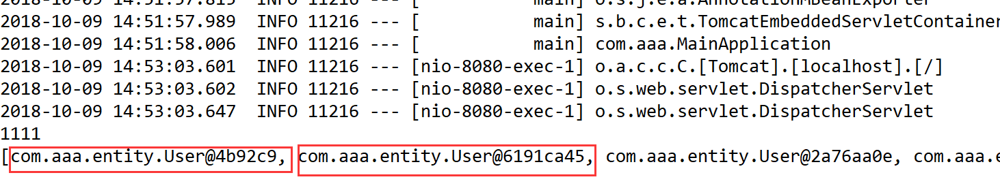 2018-10-09 14:51:57.815  INFO 11216 --- [           main] o.s.j.e.a.AnnotationMBeanExporter
2018-10-09 14:51:57.989  INFO 11216 --- [           main] s.b.c.e.t.TomcatEmbeddedServletContainer
2018-10-09 14:51:58.006  INFO 11216 --- [           main] com.aaa.MainApplication
2018-10-09 14:53:03.601  INFO 11216 --- [nio-8080-exec-1] o.a.c.c.C.[Tomcat].[localhost].[/]
2018-10-09 14:53:03.602  INFO 11216 --- [nio-8080-exec-1] o.s.web.servlet.DispatcherServlet
2018-10-09 14:53:03.647  INFO 11216 --- [nio-8080-exec-1] o.s.web.servlet.DispatcherServlet
1111
[com.aaa.entity.User@4b92c9, com.aaa.entity.User@6191ca45, com.aaa.entity.User@2a76aa0e, com.aaa.e